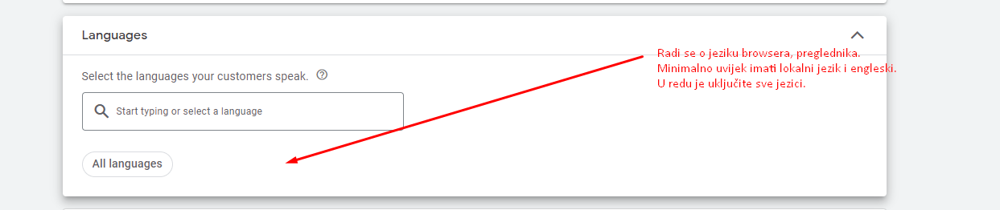 Languages
Radi se o jeziku browsera, preglednika.
Minimalno uvijek imati lokalni jezik i engleski.
U redu je uključite sve jezici.
Select the languages your customers speak.
Start typing or select a language
All languages